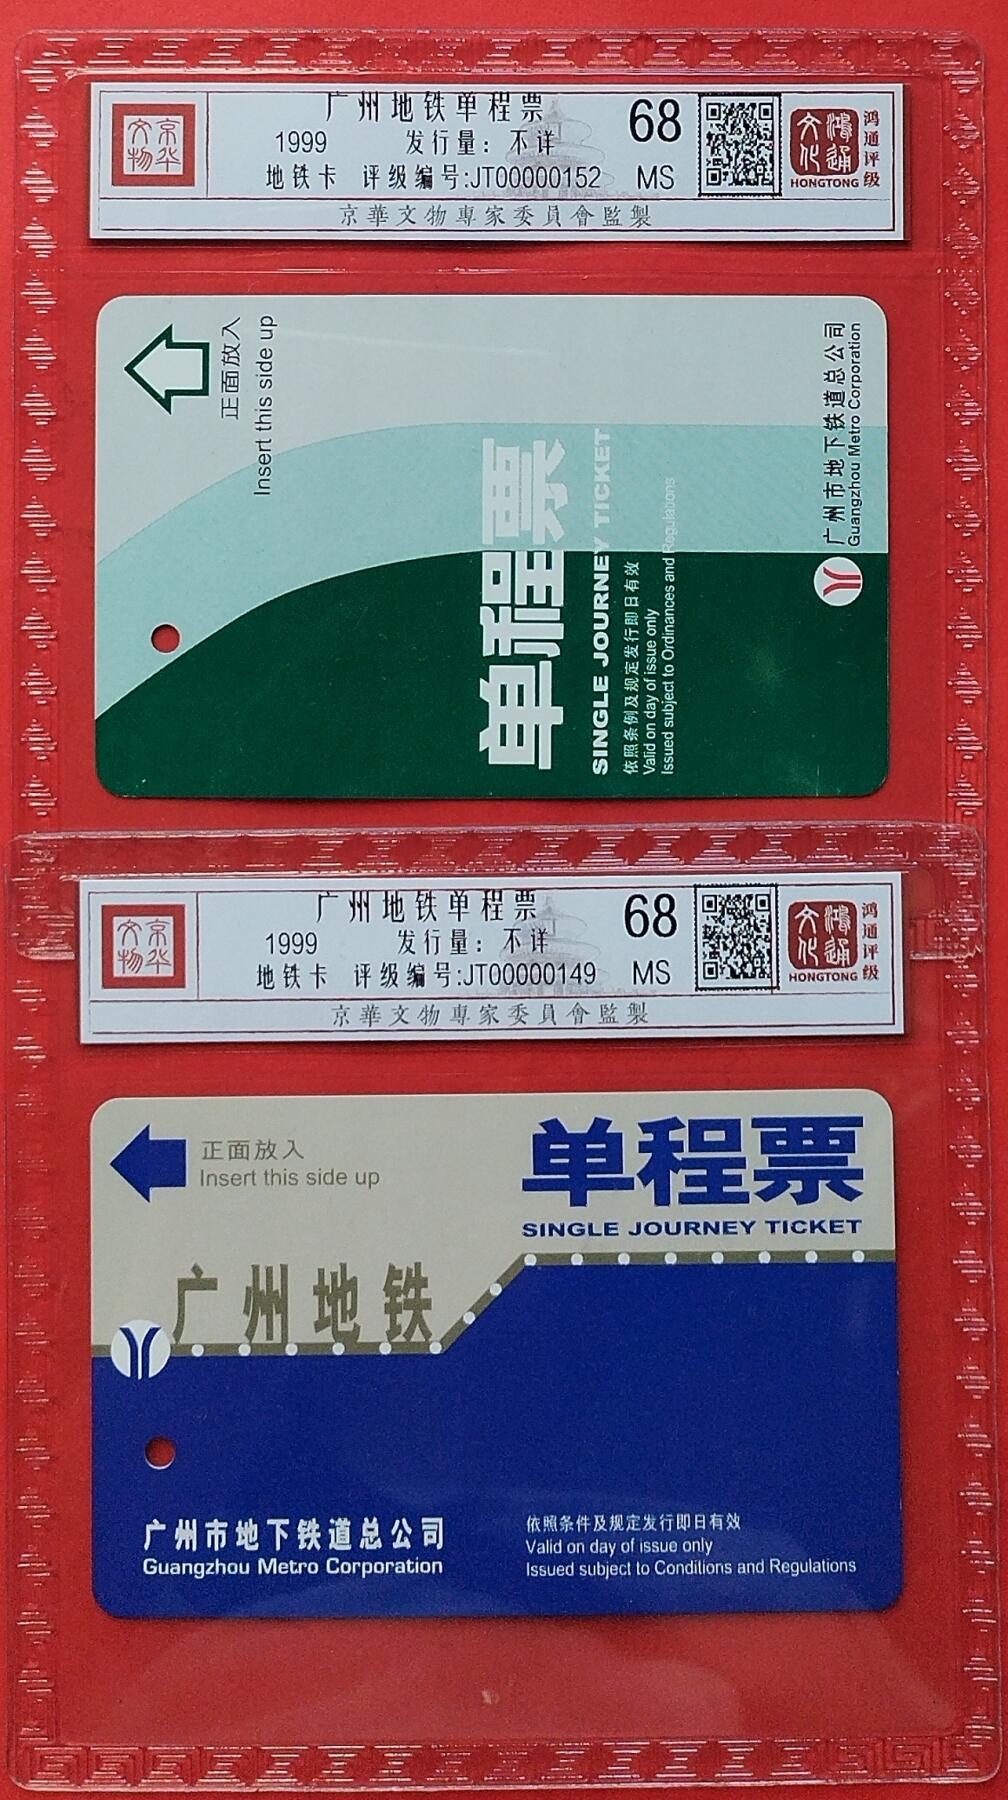 京华
文物
广州地铁单程票
1999 发行量: 不详
地铁卡 评级编号:JT00000152
68
MS
鸿通
文化
HONGTONG
鸿通评级
京華文物專家委員會監製
正面放入
Insert this side up
单程票
SINGLE JOURNEY TICKET
依照条例及规定发行即日有效
Valid on day of issue only
Issued subject to Ordinances and Regulations
广州市地下铁道总公司
Guangzhou Metro Corporation
京华
文物
广州地铁单程票
1999 发行量: 不详
地铁卡 评级编号:JT00000149
68
MS
鸿通
文化
HONGTONG
鸿通评级
京華文物專家委員會監製
正面放入
Insert this side up
单程票
SINGLE JOURNEY TICKET
广州地铁
广州市地下铁道总公司
Guangzhou Metro Corporation
依照条件及规定发行即日有效
Valid on day of issue only
Issued subject to Conditions and Regulations